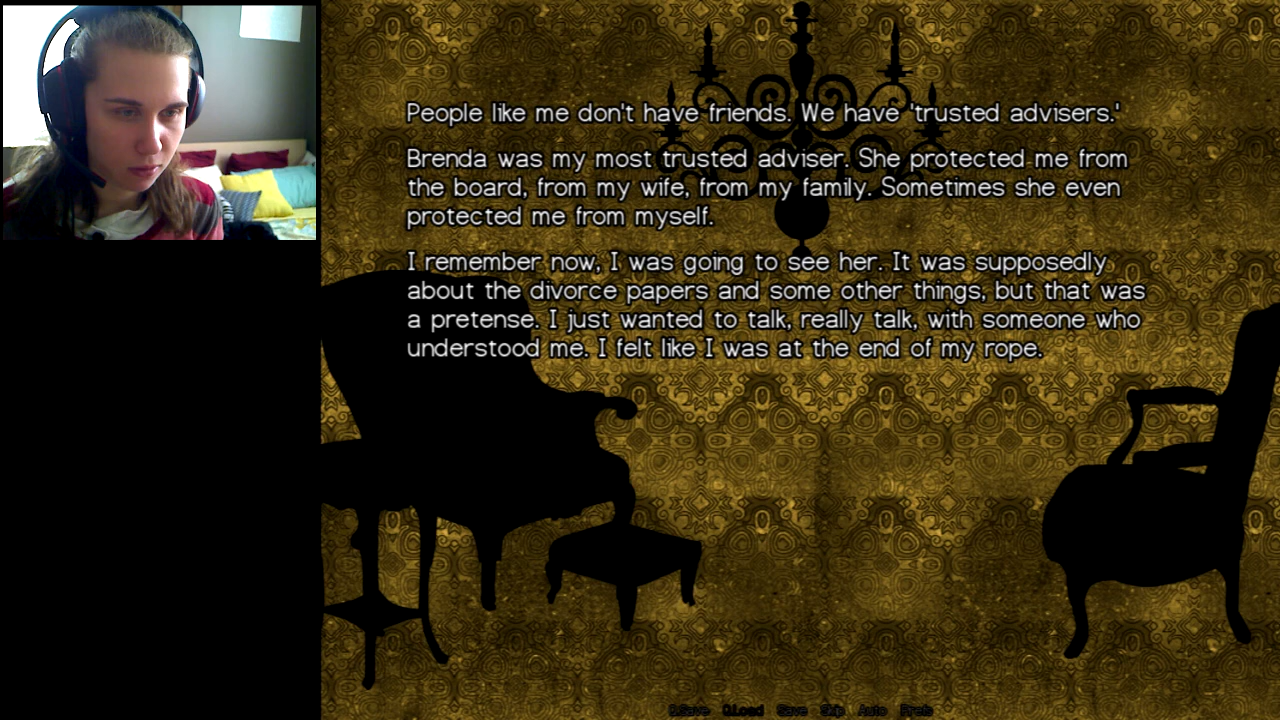 People like me don't have friends. We have 'trusted advisers.'
Brenda was my most trusted adviser. She protected me from
the board, from my wife, from my family. Sometimes she even
protected me from myself.
I remember now, I was going to see her. It was supposedly
about the divorce papers and some other things, but that was
a pretense. I just wanted to talk, really talk, with someone who
understood me. I felt like I was at the end of my rope.
Q.Save Q.Load Save Skip Auto Prefs